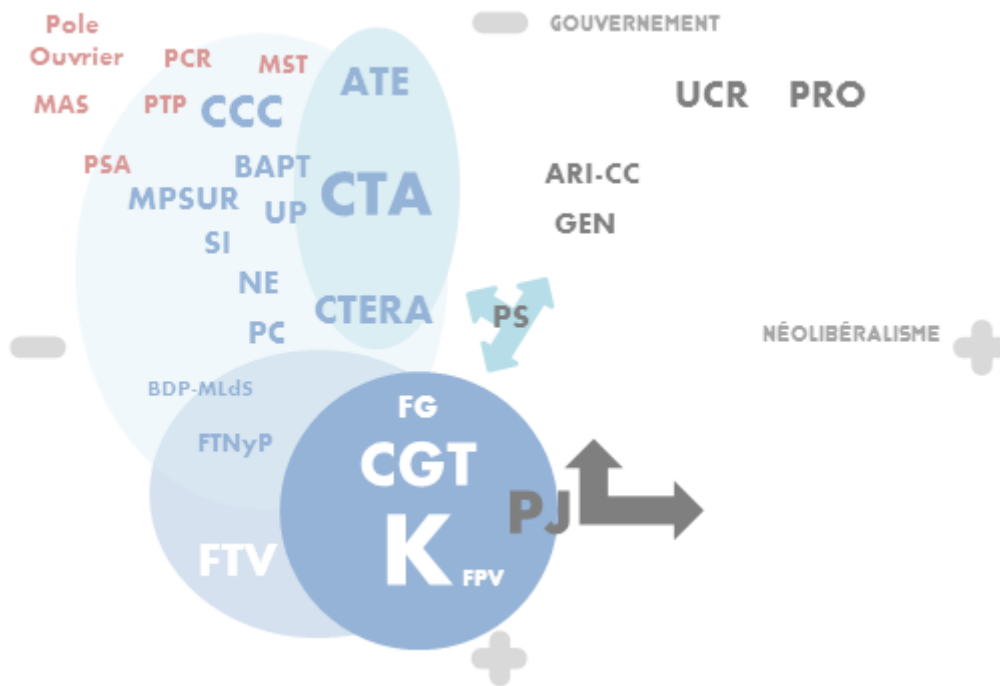 Pole
Ouvrier
PCR
MST
ATE
GOUVERNEMENT
MAS
PTP
CCC
UCR
PRO
PSA
BAPT
CTA
ARI-CC
MPSUR
UP
GEN
SI
NE
CTERA
PS
PC
NÉOLIBÉRALISME
BDP-MLdS
FG
FTNyP
CGT
PJ
FTV
K
FPV